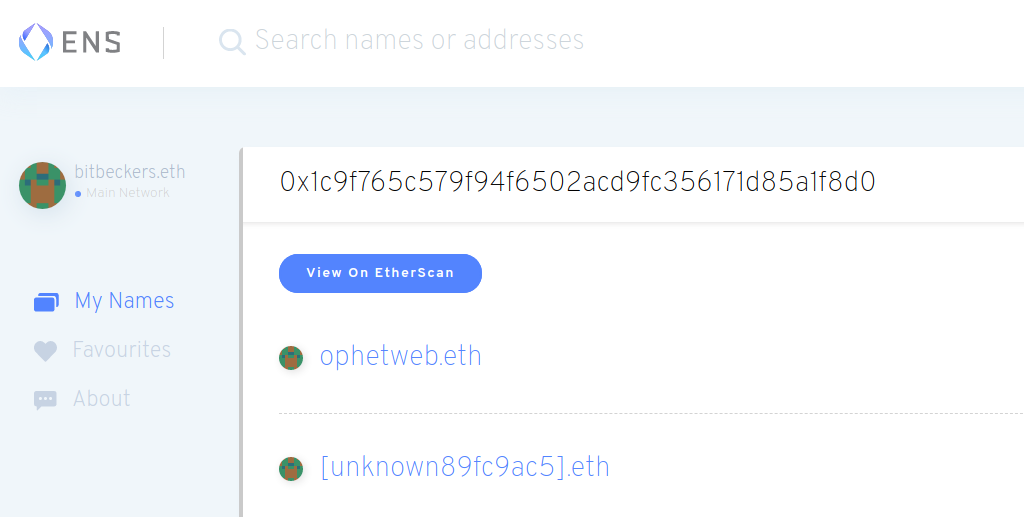 ENS
Search names or addresses
bitbeckers.eth
Main Network
0x1c9f765c579f94f6502acd9fc356171d85a1f8d0
View On EtherScan
My Names
Favourites
About
ophetweb.eth
[unknown89fc9ac5].eth